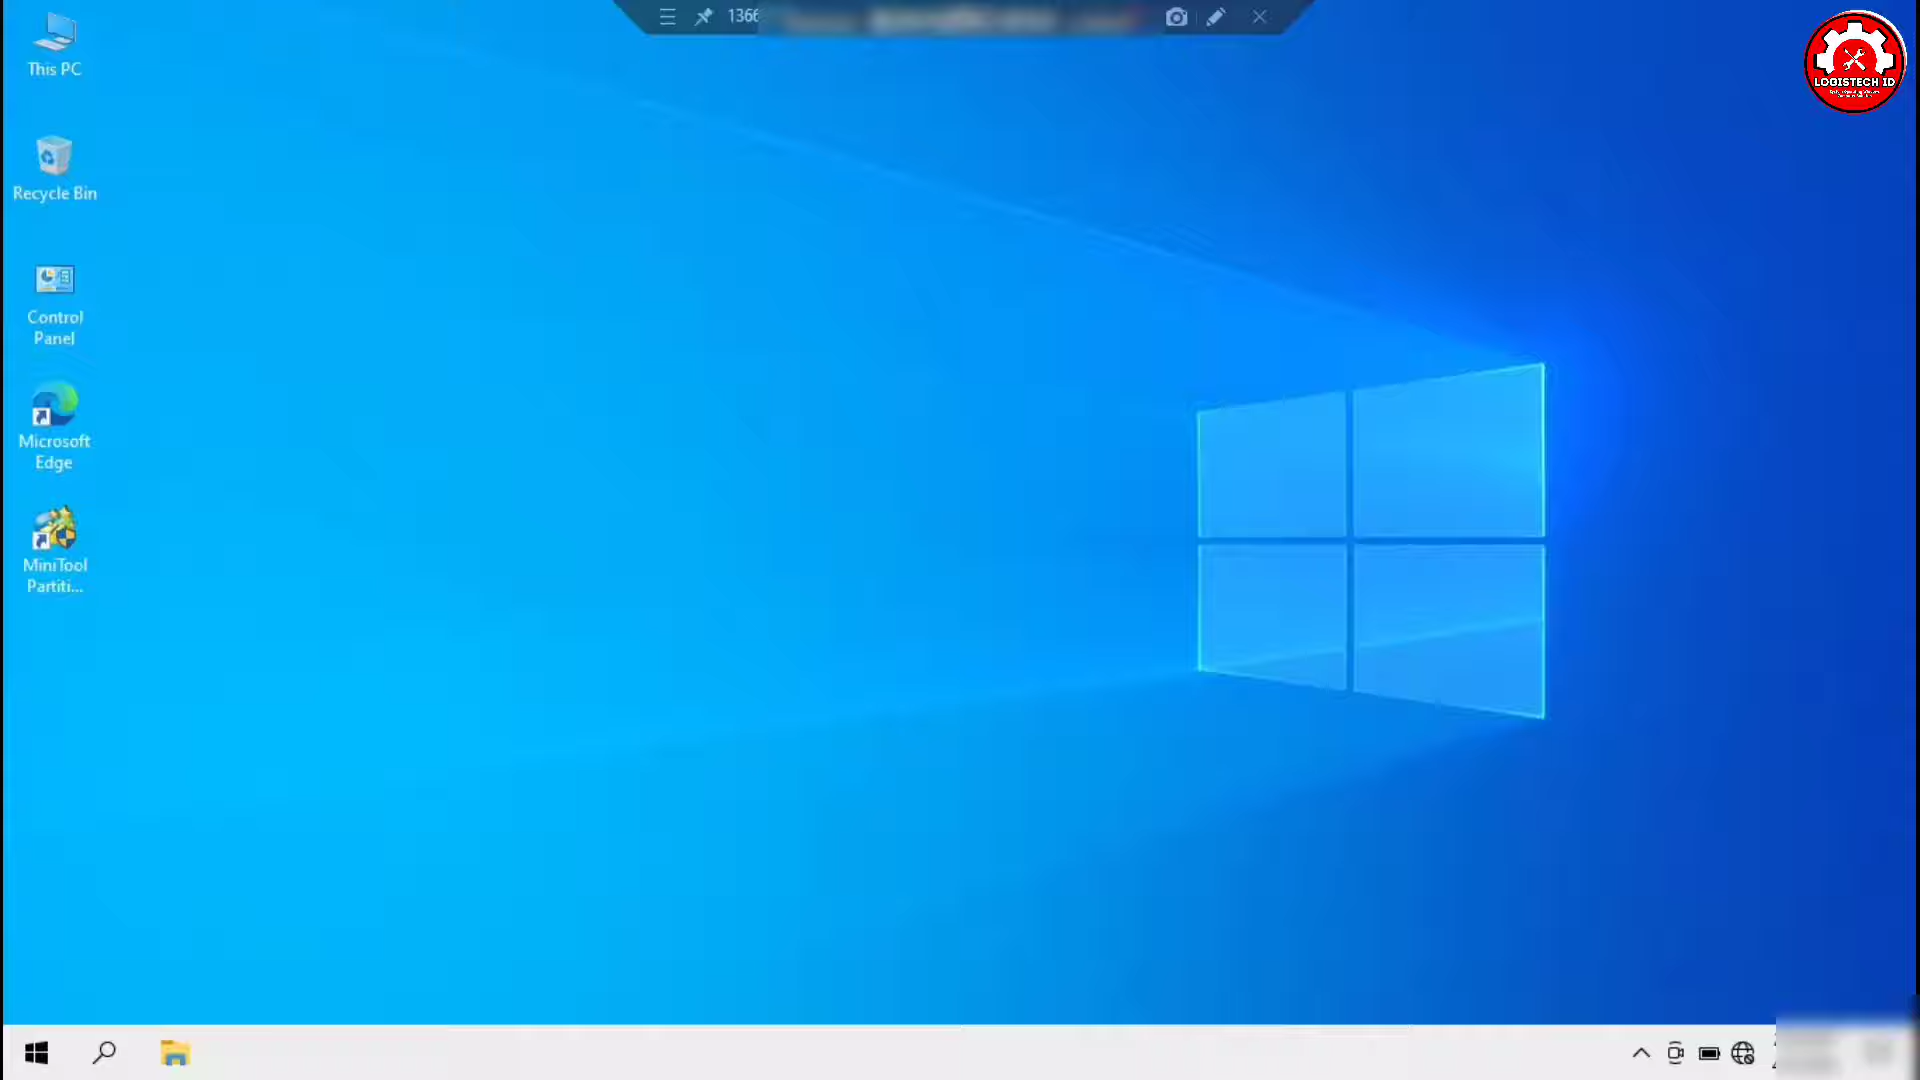 1366
This PC
Recycle Bin
Control
Panel
Microsoft
Edge
MiniTool
Partiti...
LOGISTECH ID